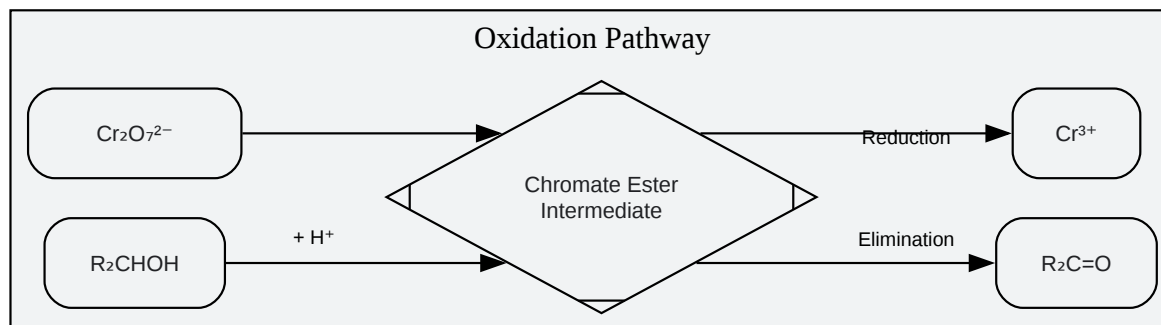 Oxidation Pathway
Cr₂O₇²⁻
Reduction
Cr³⁺
Chromate Ester
Intermediate
+ H⁺
Elimination
R₂CHOH
R₂C=O